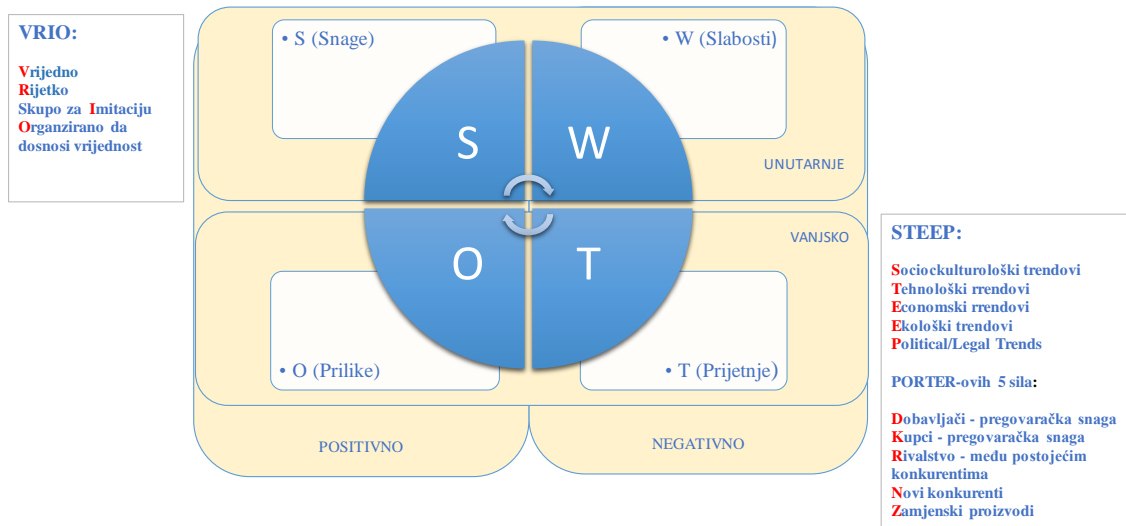 VRIO:
Vrijedno
Rijetko
Skupo za Imitaciju
Organzirano da
dosnosi vrijednost
• S (Snage)
• W (Slabosti)
S
W
UNUTARNJE
O
T
VANJSKO
• O (Prilike)
• T (Prijetnje)
POSITIVNO
NEGATIVNO
STEEP:
Sociockulturološki trendovi
Tehnološki rrendovi
Economski rrendovi
Ekološki trendovi
Political/Legal Trends
PORTER-ovih 5 sila:
Dobavljači - pregovaračka snaga
Kupci - pregovaračka snaga
Rivalstvo - među postojećim
konkurentima
Novi konkurenti
Zamjenski proizvodi